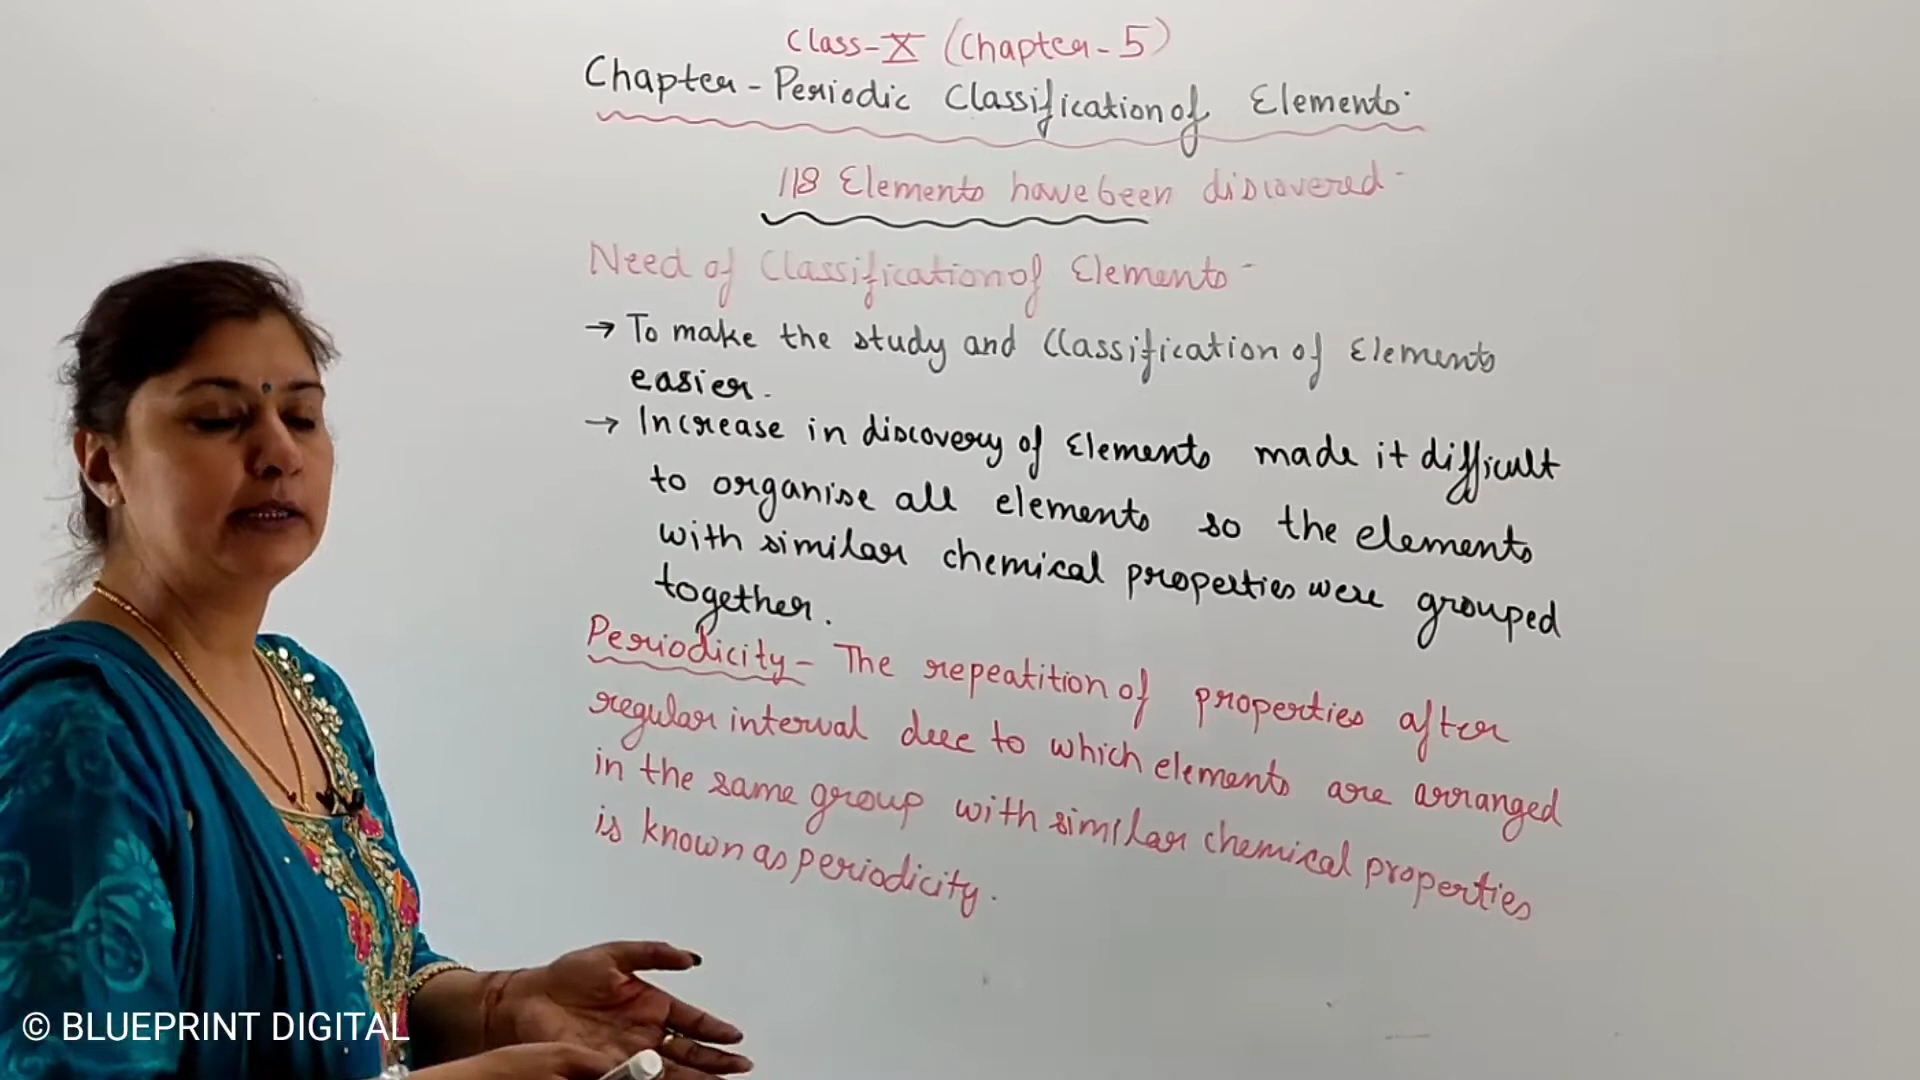 Class-X (Chapter-5)
Chapter-Periodic Classification of Elements
118 Elements have been discovered-
Need of Classification of Elements-
→ To make the study and Classification of Elements
easier.
→ Increase in discovery of Elements made it difficult
to organise all elements so the elements
with similar chemical properties were grouped
together.
Periodicity- The repeatition of properties after
regular interval due to which elements are arranged
in the same group with similar chemical properties
is known as periodicity.
© BLUEPRINT DIGITAL